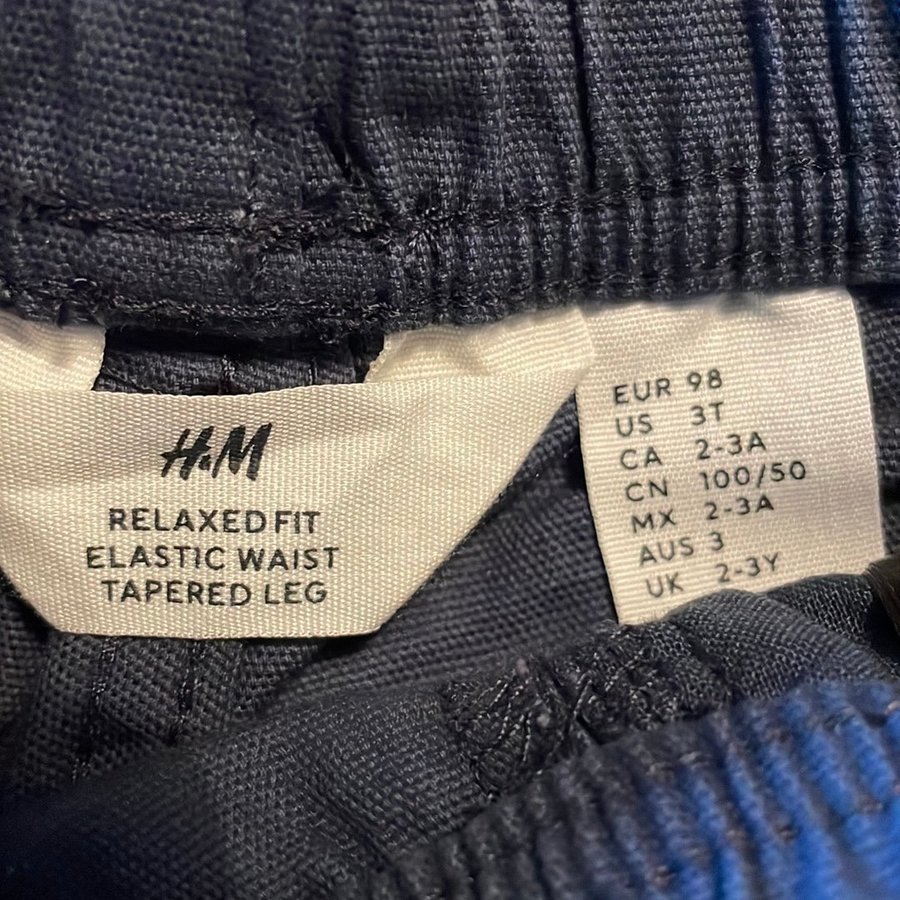 H&M
RELAXED FIT
ELASTIC WAIST
TAPERED LEG
EUR 98
US 3T
CA 2-3A
CN 100/50
MX 2-3A
AUS 3
UK 2-3Y